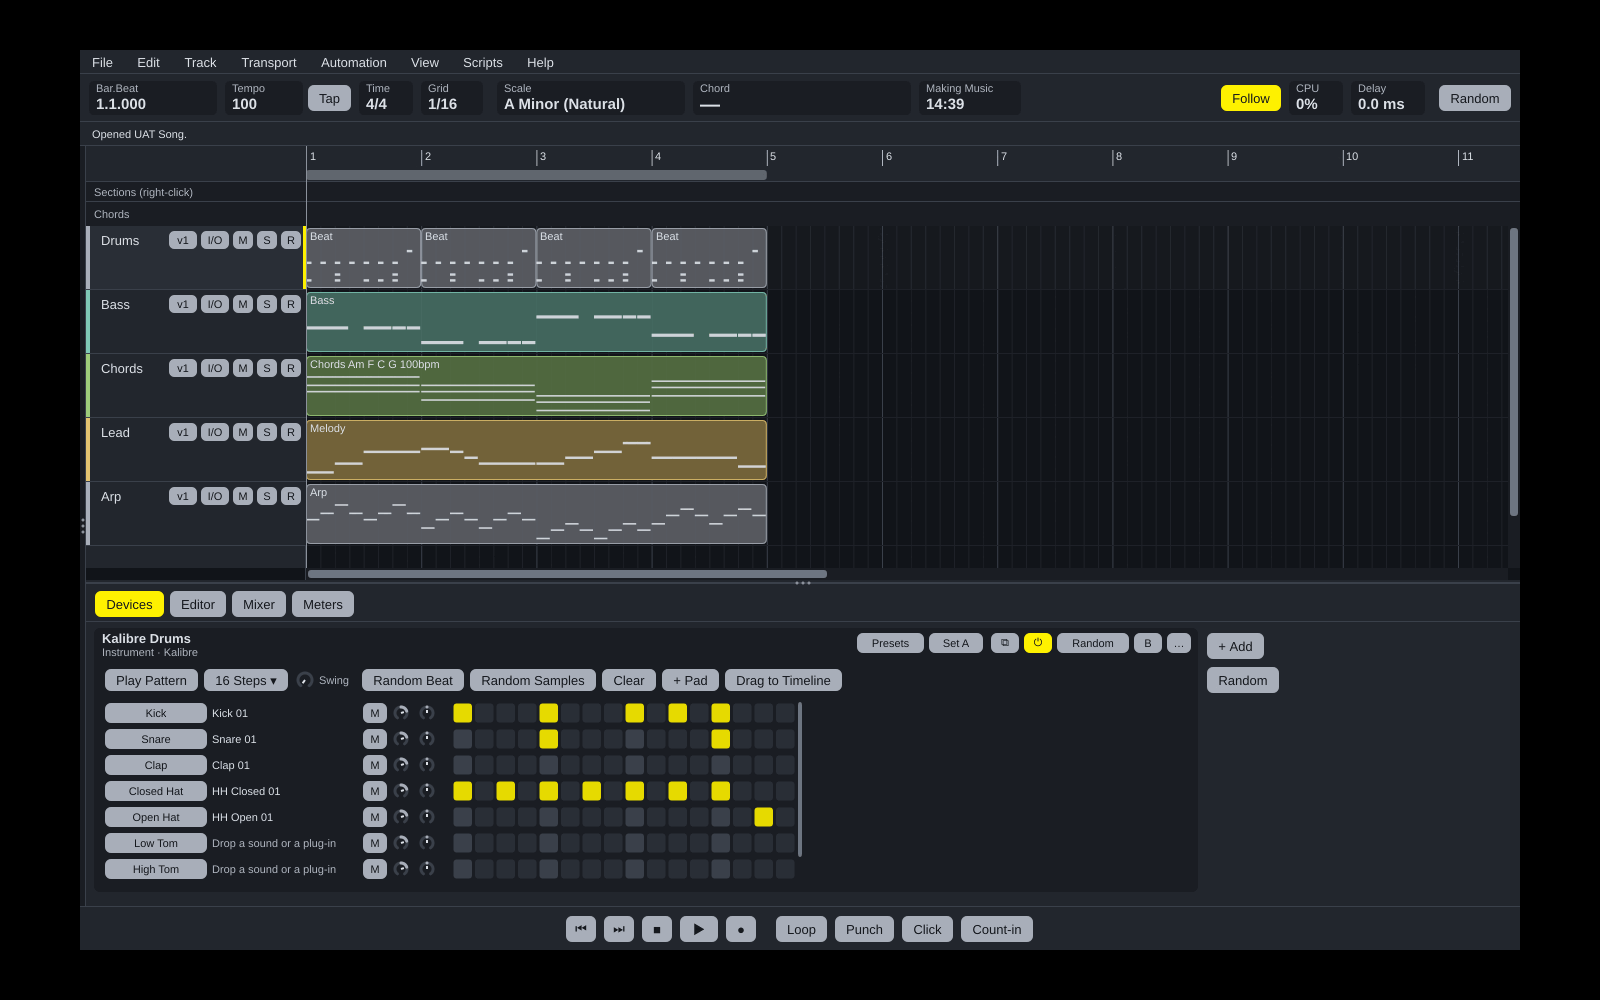 File Edit Track Transport Automation View Scripts Help
Bar.Beat Tempo Time Grid Scale Chord Making Music CPU Delay
1.1.000 100 Tap 4/4 1/16 A Minor (Natural) — 14:39 Follow 0% 0.0 ms Random
Opened UAT Song.
1 2 3 4 5 6 7 8 9 10 11
Sections (right-click)
Chords
Drums v1 I/O M S R Beat Beat Beat Beat
Bass v1 I/O M S R Bass
Chords v1 I/O M S R Chords Am F C G 100bpm
Lead v1 I/O M S R Melody
Arp v1 I/O M S R Arp
Devices Editor Mixer Meters
Kalibre Drums Presets Set A Random B ... + Add
Instrument · Kalibre
Play Pattern 16 Steps ▾ Swing Random Beat Random Samples Clear + Pad Drag to Timeline Random
Kick Kick 01 M
Snare Snare 01 M
Clap Clap 01 M
Closed Hat HH Closed 01 M
Open Hat HH Open 01 M
Low Tom Drop a sound or a plug-in M
High Tom Drop a sound or a plug-in M
Loop Punch Click Count-in